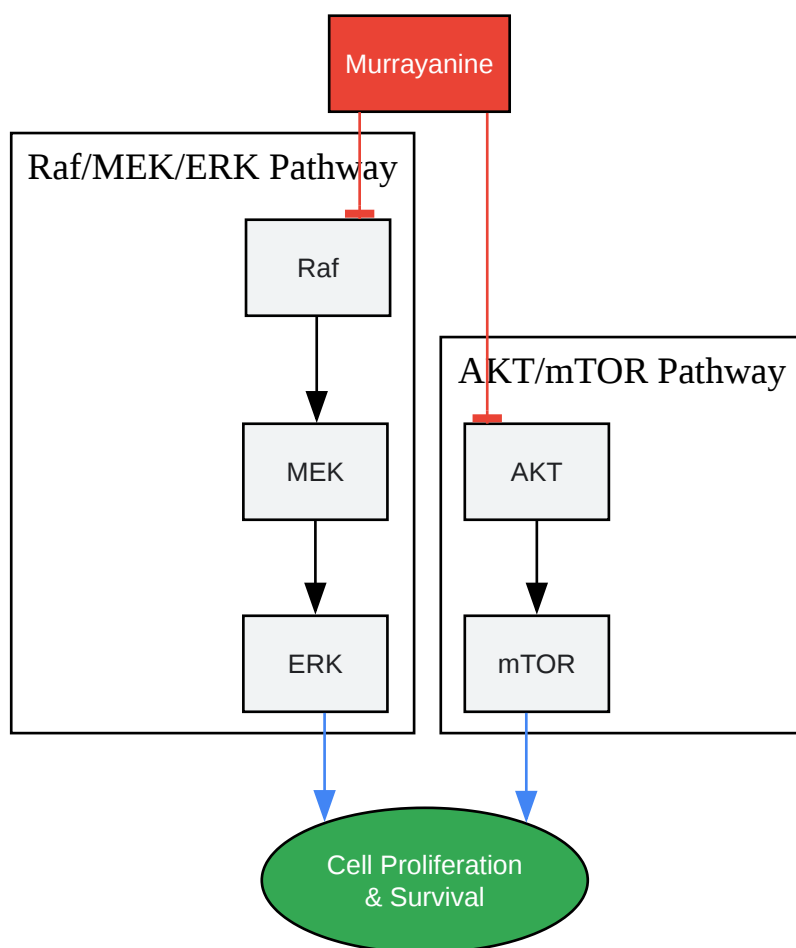 Murrayanine
Raf/MEK/ERK Pathway
Raf
AKT/mTOR Pathway
MEK
AKT
ERK
mTOR
Cell Proliferation
& Survival